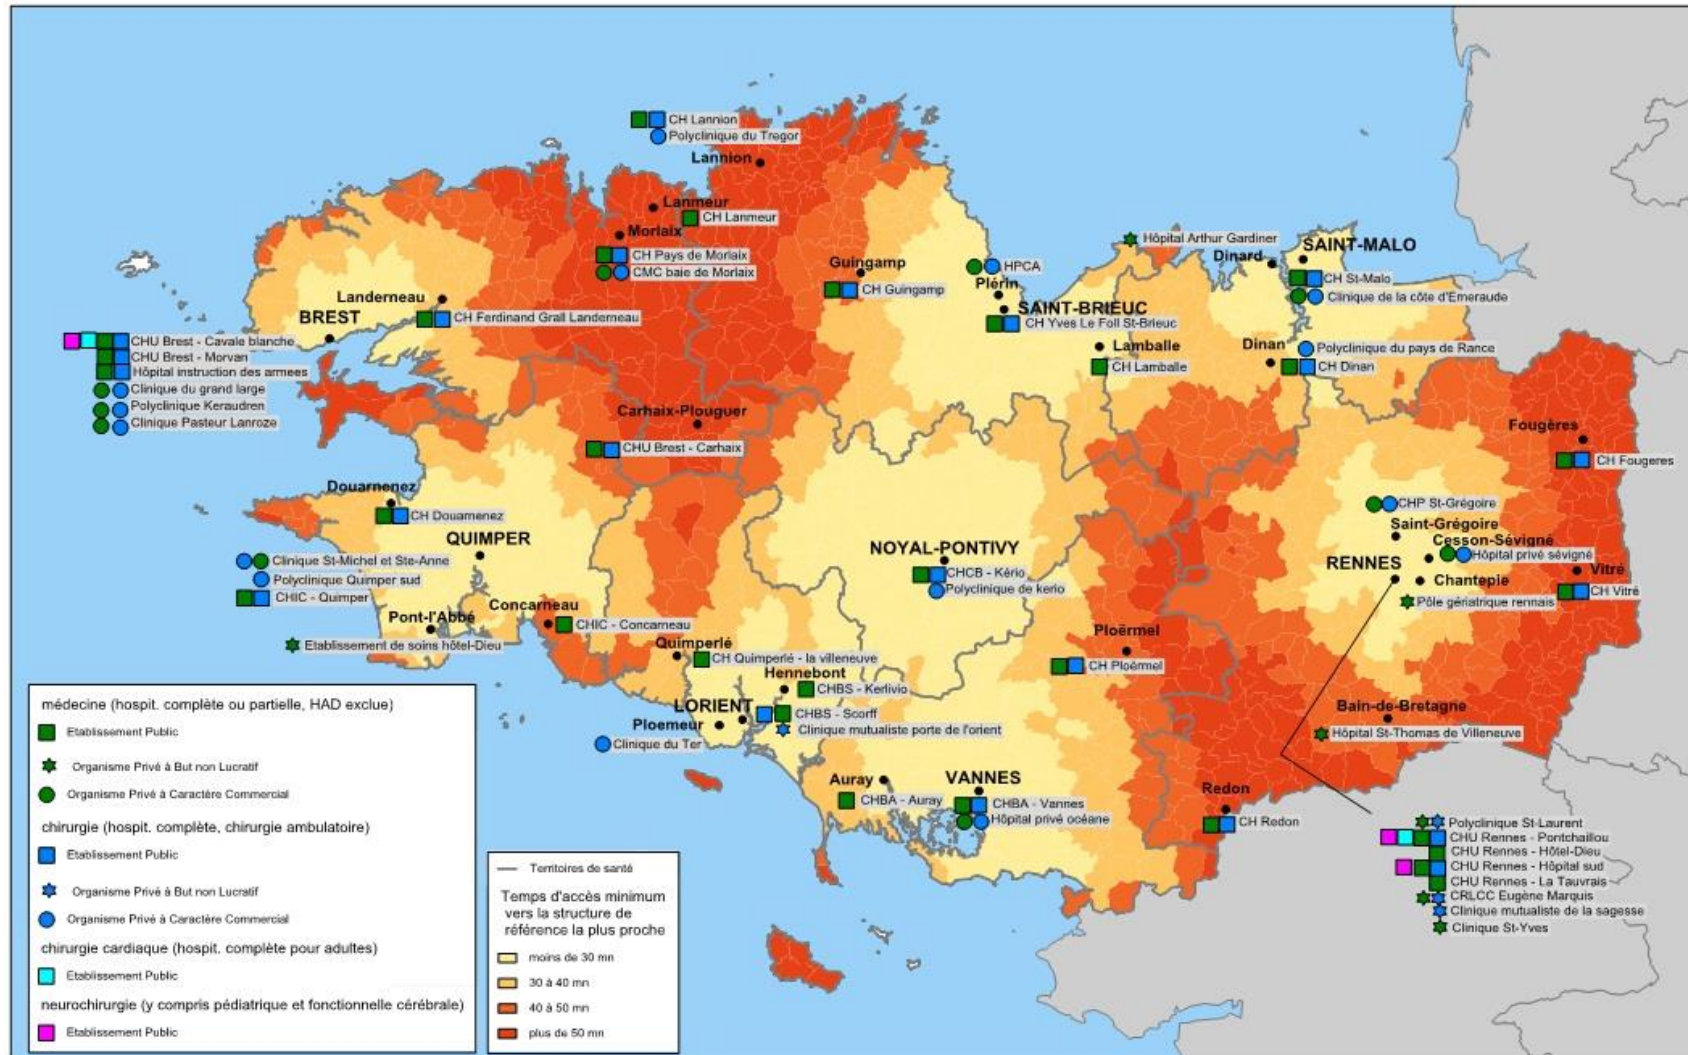 CH Lannion
Polyclinique du Tregor
Lannion
Lanmeur
CH Lanmeur
Morlaix
CH Pays de Morlaix
CMC baie de Morlaix
Guingamp
CH Guingamp
HPCA
Plérin
SAINT-BRIEUC
CH Yves Le Foll St-Brieuc
Lamballe
CH Lamballe
Hôpital Arthur Gardiner
SAINT-MALO
Dinard
CH St-Malo
Clinique de la côte d'Emeraude
Polyclinique du pays de Rance
Dinan
CH Dinan
Landerneau
CH Ferdinand Grall Landerneau
BREST
CHU Brest - Cavale blanche
CHU Brest - Morvan
Hôpital instruction des armees
Clinique du grand large
Polyclinique Keraudren
Clinique Pasteur Lanroze
Carhaix-Plouguer
CHU Brest - Carhaix
Fougères
CH Fougeres
Douarnenez
CH Douarnenez
QUIMPER
Clinique St-Michel et Ste-Anne
Polyclinique Quimper sud
CHIC - Quimper
Pont-l'Abbé
Etablissement de soins hôtel-Dieu
Concarneau
CHIC - Concarneau
NOYAL-PONTIVY
CHCB - Kério
Polyclinique de kerio
CHP St-Grégoire
Saint-Grégoire
Cesson-Sévigné
Hôpital privé sévigné
RENNES
Chantepie
Pôle gériatrique rennais
Vitré
CH Vitré
Quimperlé
CH Quimperlé - la villeneuve
Hennebont
CHBS - Kerlivio
LORIENT
Ploemeur
CHBS - Scorff
Clinique mutualiste porte de l'orient
Clinique du Ter
Ploërmel
CH Ploërmel
Bain-de-Bretagne
Hôpital St-Thomas de Villeneuve
Auray
CHBA - Auray
VANNES
CHBA - Vannes
Hôpital privé océane
Redon
CH Redon
Polyclinique St-Laurent
CHU Rennes - Pontchaillou
CHU Rennes - Hôtel-Dieu
CHU Rennes - Hôpital sud
CHU Rennes - La Tauvrais
CRLCC Eugène Marquis
Clinique mutualiste de la sagesse
Clinique St-Yves
médecine (hospit. complète ou partielle, HAD exclue)
Etablissement Public
Organisme Privé à But non Lucratif
Organisme Privé à Caractère Commercial
chirurgie (hospit. complète, chirurgie ambulatoire)
Etablissement Public
Organisme Privé à But non Lucratif
Organisme Privé à Caractère Commercial
chirurgie cardiaque (hospit. complète pour adultes)
Etablissement Public
neurochirurgie (y compris pédiatrique et fonctionnelle cérébrale)
Etablissement Public
Territoires de santé
Temps d'accès minimum
vers la structure de
référence la plus proche
moins de 30 mn
30 à 40 mn
40 à 50 mn
plus de 50 mn